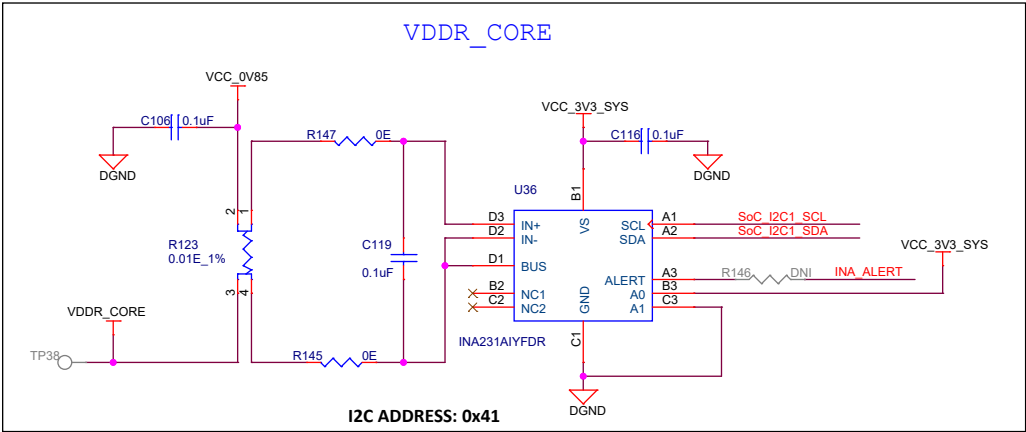 VDDR_CORE
VCC_0V85
VCC_3V3_SYS
C106 0.1uF
C116 0.1uF
R147 0E
DGND
DGND
U36
B1
2 1
D3 IN+ VS SCL A1 SoC_I2C1_SCL
D2 IN- SDA A2 SoC_I2C1_SDA
R123
0.01E_1%
C119
0.1uF
VCC_3V3_SYS
D1 BUS
ALERT A3 R146 DNI INA_ALERT
B2 NC1 A0 B3
C2 NC2 GND A1 C3
3 4
VDDR_CORE
C1
INA231AIYFDR
TP38
R145 0E
DGND
I2C ADDRESS: 0x41